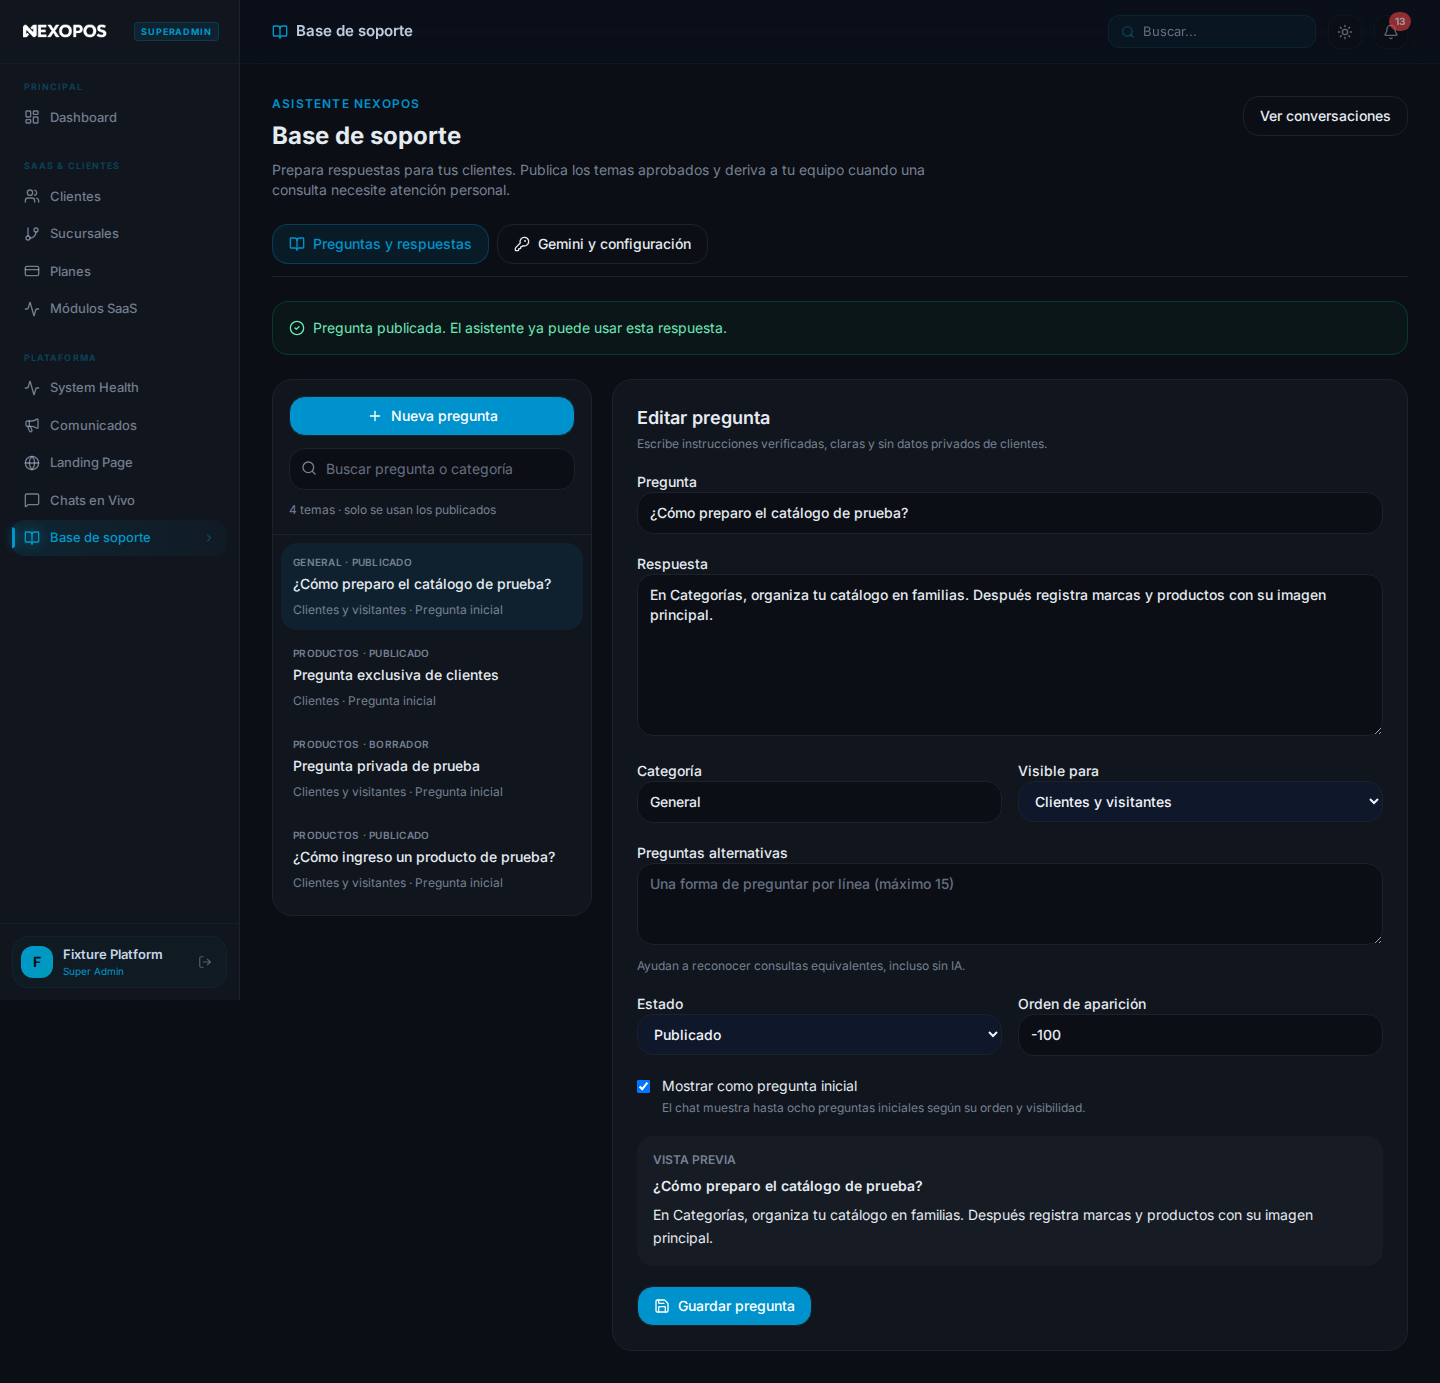 NEXOPOS
SUPERADMIN
PRINCIPAL
Dashboard
SAAS & CLIENTES
Clientes
Sucursales
Planes
Módulos SaaS
PLATAFORMA
System Health
Comunicados
Landing Page
Chats en Vivo
Base de soporte
F
Fixture Platform
Super Admin
Base de soporte
Buscar...
13
ASISTENTE NEXOPOS
Base de soporte
Prepara respuestas para tus clientes. Publica los temas aprobados y deriva a tu equipo cuando una
consulta necesite atención personal.
Ver conversaciones
Preguntas y respuestas
Gemini y configuración
Pregunta publicada. El asistente ya puede usar esta respuesta.
Nueva pregunta
Buscar pregunta o categoría
4 temas · solo se usan los publicados
GENERAL · PUBLICADO
¿Cómo preparo el catálogo de prueba?
Clientes y visitantes · Pregunta inicial
PRODUCTOS · PUBLICADO
Pregunta exclusiva de clientes
Clientes · Pregunta inicial
PRODUCTOS · BORRADOR
Pregunta privada de prueba
Clientes y visitantes · Pregunta inicial
PRODUCTOS · PUBLICADO
¿Cómo ingreso un producto de prueba?
Clientes y visitantes · Pregunta inicial
Editar pregunta
Escribe instrucciones verificadas, claras y sin datos privados de clientes.
Pregunta
¿Cómo preparo el catálogo de prueba?
Respuesta
En Categorías, organiza tu catálogo en familias. Después registra marcas y productos con su imagen
principal.
Categoría
General
Visible para
Clientes y visitantes
Preguntas alternativas
Una forma de preguntar por línea (máximo 15)
Ayudan a reconocer consultas equivalentes, incluso sin IA.
Estado
Publicado
Orden de aparición
-100
Mostrar como pregunta inicial
El chat muestra hasta ocho preguntas iniciales según su orden y visibilidad.
VISTA PREVIA
¿Cómo preparo el catálogo de prueba?
En Categorías, organiza tu catálogo en familias. Después registra marcas y productos con su imagen
principal.
Guardar pregunta